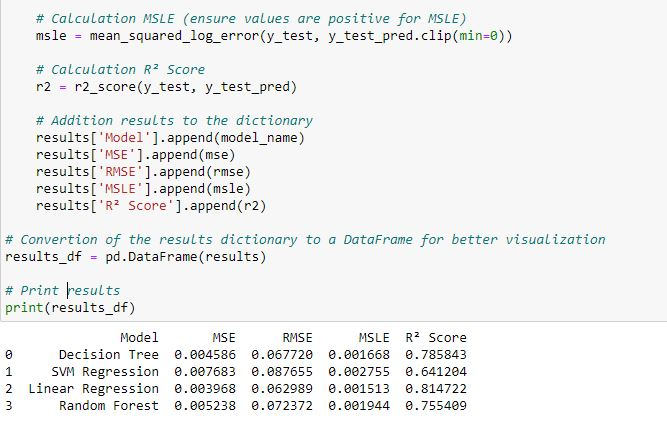 # Calculation MSLE (ensure values are positive for MSLE)
msle = mean_squared_log_error(y_test, y_test_pred.clip(min=0))
# Calculation R² Score
r2 = r2_score(y_test, y_test_pred)
# Addition results to the dictionary
results['Model'].append(model_name)
results['MSE'].append(mse)
results['RMSE'].append(rmse)
results['MSLE'].append(msle)
results['R² Score'].append(r2)
# Convertion of the results dictionary to a DataFrame for better visualization
results_df = pd.DataFrame(results)
# Print results
print(results_df)
Model MSE RMSE MSLE R² Score
0 Decision Tree 0.004586 0.067720 0.001668 0.785843
1 SVM Regression 0.007683 0.087655 0.002755 0.641204
2 Linear Regression 0.003968 0.062989 0.001513 0.814722
3 Random Forest 0.005238 0.072372 0.001944 0.755409